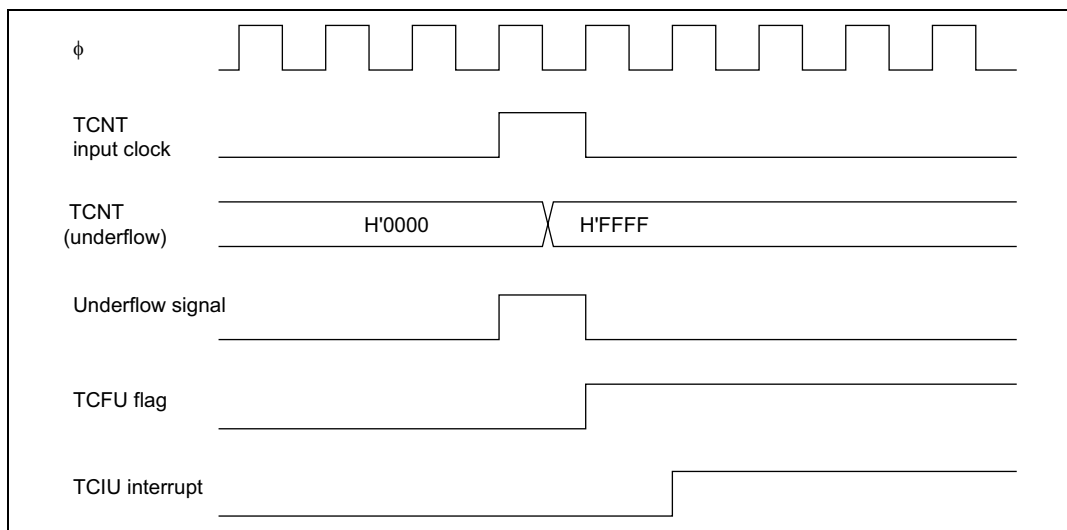 ϕ
TCNT
input clock
TCNT
(underflow)
H'0000
H'FFFF
Underflow signal
TCFU flag
TCIU interrupt